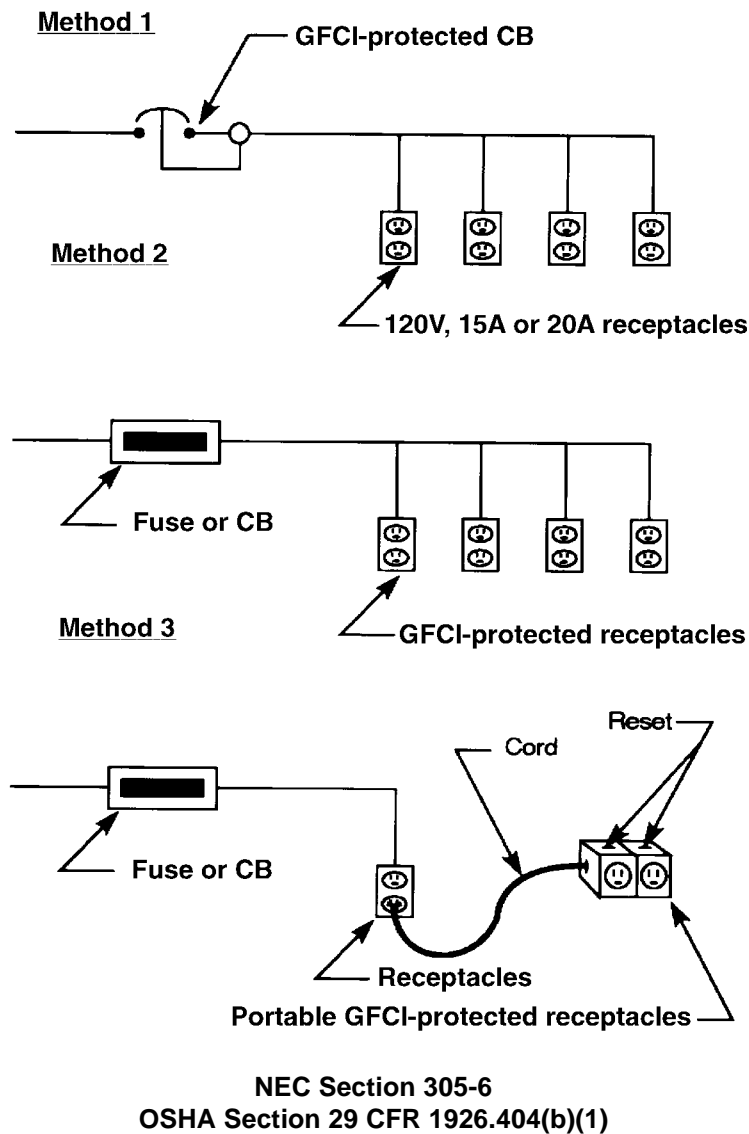 Method 1
GFCI-protected CB
Method 2
120V, 15A or 20A receptacles
Fuse or CB
GFCI-protected receptacles
Method 3
Reset
Cord
Fuse or CB
Receptacles
Portable GFCI-protected receptacles
NEC Section 305-6
OSHA Section 29 CFR 1926.404(b)(1)